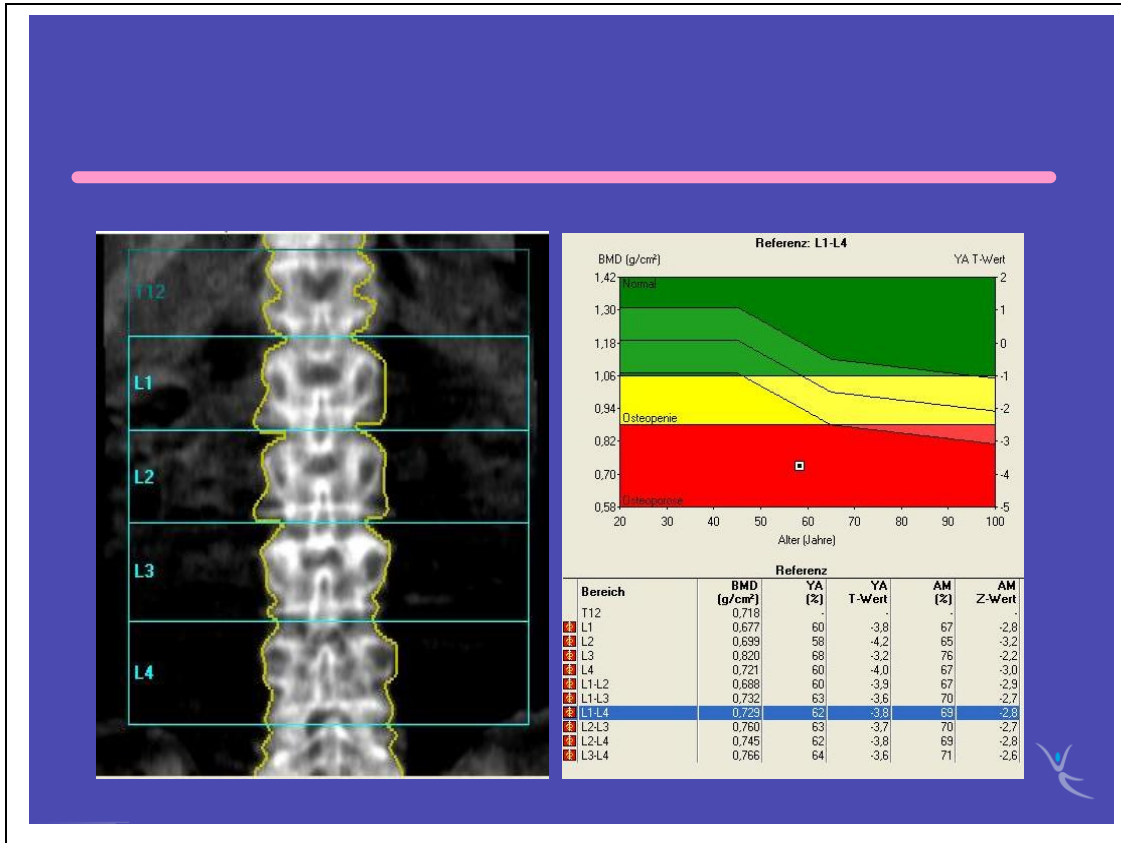 T12
L1
L2
L3
L4
Referenz: L1-L4
BMD (g/cm²) YA T-Wert
1,42 2
Normal
1,30 1
1,18 0
1,06 -1
0,94 -2
Osteopenie
0,82 -3
0,70 -4
Osteoporose
0,58 -5
20 30 40 50 60 70 80 90 100
Alter (Jahre)
Referenz
Bereich BMD (g/cm²) YA (%) YA T-Wert AM (%) AM Z-Wert
T12 0,718 - - - -
L1 0,677 60 -3,8 67 -2,8
L2 0,699 58 -4,2 65 -3,2
L3 0,820 68 -3,2 76 -2,2
L4 0,721 60 -4,0 67 -3,0
L1-L2 0,688 60 -3,9 67 -2,9
L1-L3 0,732 63 -3,6 70 -2,7
L1-L4 0,729 62 -3,8 69 -2,8
L2-L3 0,760 63 -3,7 70 -2,7
L2-L4 0,745 62 -3,8 69 -2,8
L3-L4 0,766 64 -3,6 71 -2,6